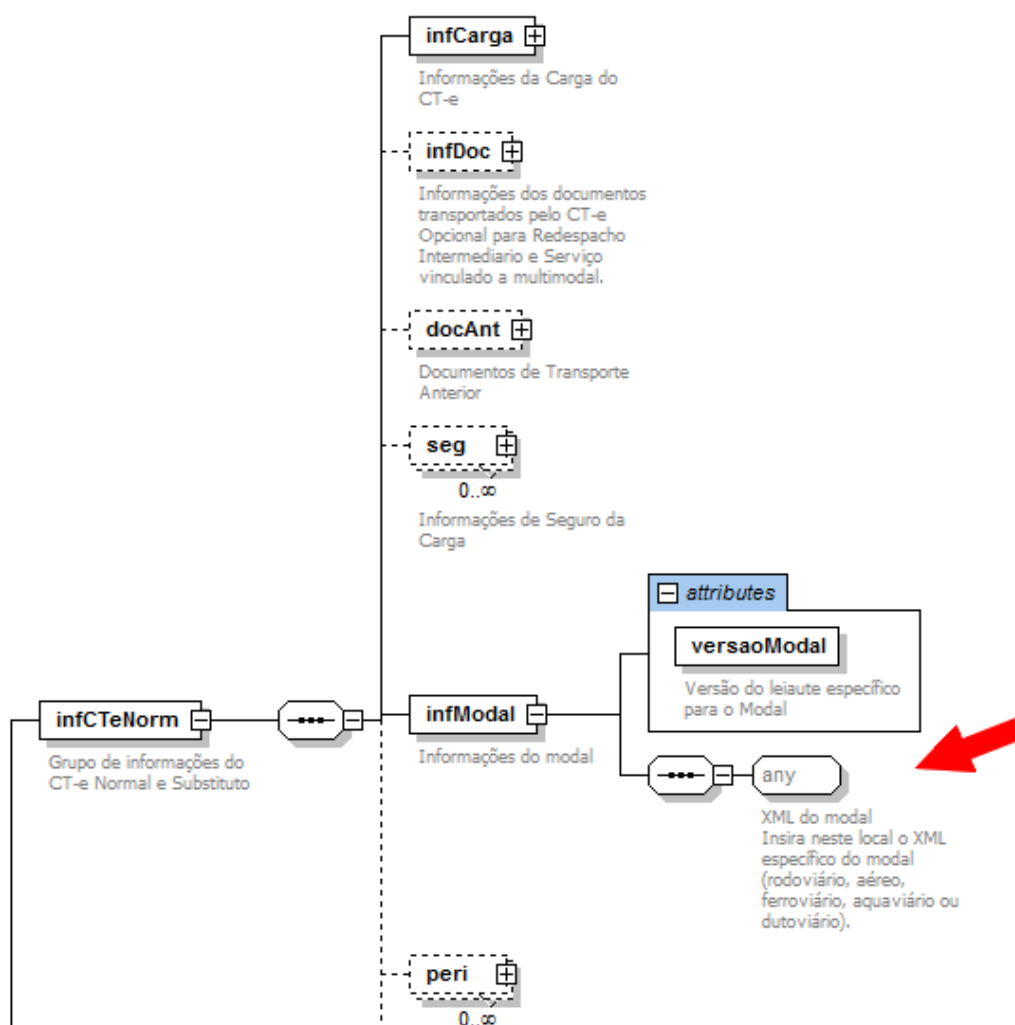 infCarga
Informações da Carga do
CT-e
infDoc
Informações dos documentos
transportados pelo CT-e
Opcional para Redespacho
Intermediario e Serviço
vinculado a multimodal.
docAnt
Documentos de Transporte
Anterior
seg
0..∞
Informações de Seguro da
Carga
attributes
versaoModal
Versão do leiaute específico
para o Modal
infCTeNorm
Grupo de informações do
CT-e Normal e Substituto
infModal
Informações do modal
any
XML do modal
Insira neste local o XML
específico do modal
(rodoviário, aéreo,
ferroviário, aquaviário ou
dutoviário).
peri
0..∞